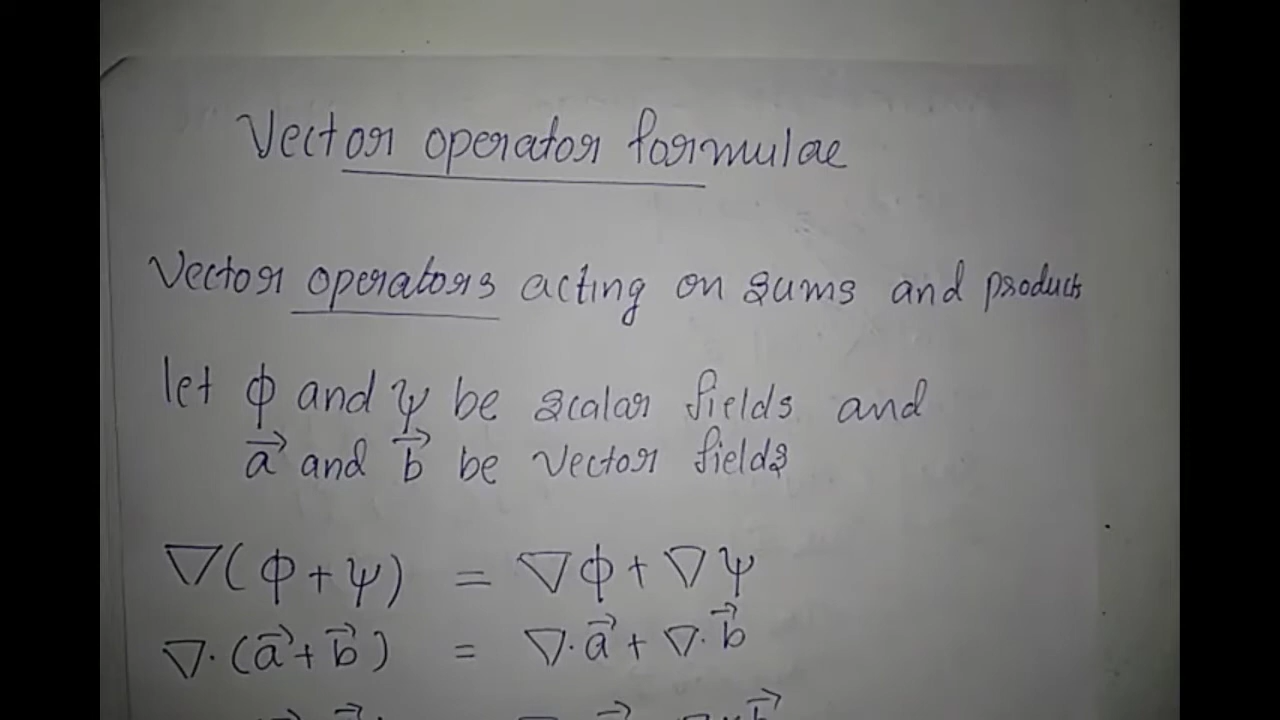 Vector operator formulae
Vector operators acting on sums and products
let ϕ and ψ be scalar fields and
a⃗ and b⃗ be vector fields
∇(ϕ+ψ) = ∇ϕ+∇ψ
∇·(a⃗+b⃗) = ∇·a⃗+∇·b⃗